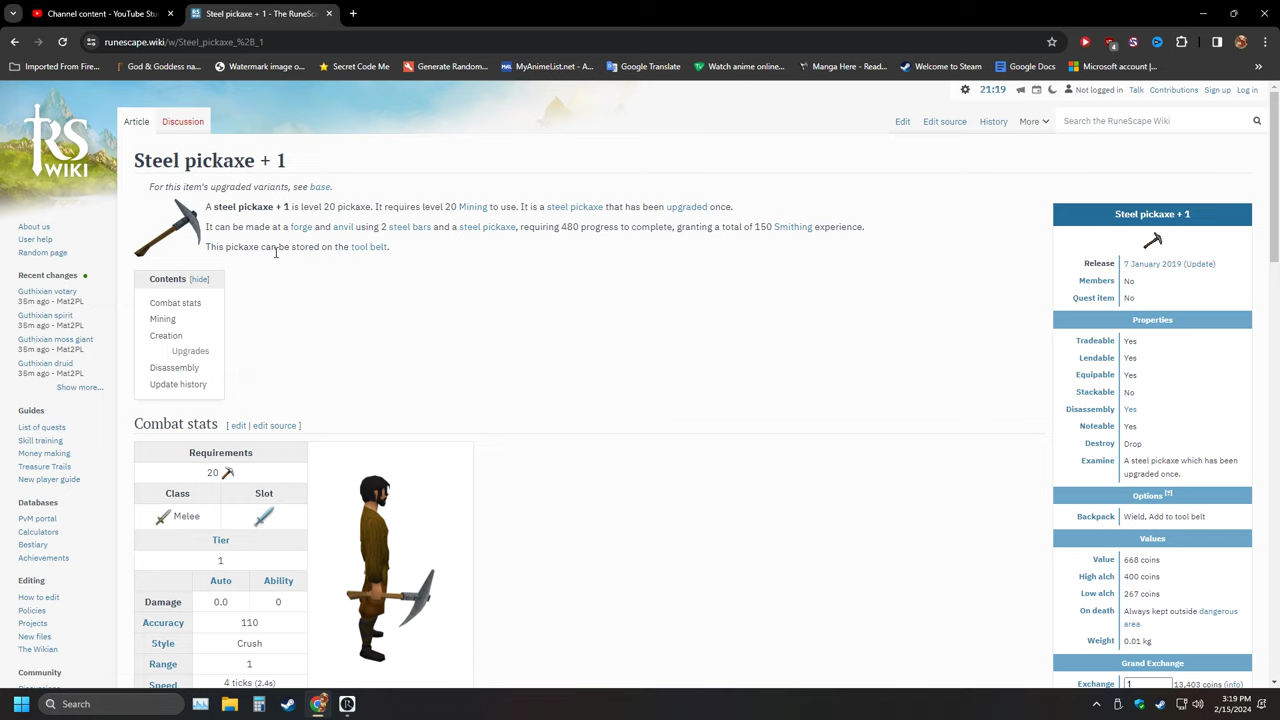 Channel content - YouTube Stu
Steel pickaxe + 1 - The RuneSca
runescape.wiki/w/Steel_pickaxe_%2B_1
4
Imported From Firef...
God & Goddess na...
Watch medical onli...
Secret Code Me
Generate Random...
MyAnimeList.net - A...
Google Translate
Watch anime online...
Manga Here - Read...
Welcome to Steam
Google Docs
Microsoft account |...
RS
WIKI
21:19
Not logged in
Talk
Contributions
Sign up
Log in
Article
Discussion
Edit
Edit source
History
More
Search the RuneScape Wiki
Steel pickaxe + 1
For this item's upgraded variants, see base.
A steel pickaxe + 1 is level 20 pickaxe. It requires level 20 Mining to use. It is a steel pickaxe that has been upgraded once.
It can be made at a forge and anvil using 2 steel bars and a steel pickaxe, requiring 480 progress to complete, granting a total of 150 Smithing experience.
This pickaxe can be stored on the tool belt.
About us
User help
Random page
Recent changes
Guthixian votary
35m ago - Mat2PL
Guthixian spirit
35m ago - Mat2PL
Guthixian moss giant
35m ago - Mat2PL
Guthixian druid
35m ago - Mat2PL
Show more...
Guides
List of quests
Skill training
Money making
Treasure Trails
New player guide
Databases
PvM portal
Calculators
Bestiary
Achievements
Editing
How to edit
Policies
Projects
New files
The Wikian
Community
Contents [hide]
Combat stats
Mining
Creation
Upgrades
Disassembly
Update history
Combat stats [ edit | edit source ]
Requirements
20
Class Slot
Melee
Tier
1
Auto Ability
Damage 0.0 0
Accuracy 110
Style Crush
Range 1
Speed 4 ticks (2.4s)
Steel pickaxe + 1
Release 7 January 2019 (Update)
Members No
Quest item No
Properties
Tradeable Yes
Lendable Yes
Equipable Yes
Stackable No
Disassembly Yes
Noteable Yes
Destroy Drop
Examine A steel pickaxe which has been
upgraded once.
Options [?]
Backpack Wield, Add to tool belt
Values
Value 668 coins
High alch 400 coins
Low alch 267 coins
On death Always kept outside dangerous
area
Weight 0.01 kg
Grand Exchange
Exchange 1 13,403 coins (info)
Search
3:19 PM
2/15/2024